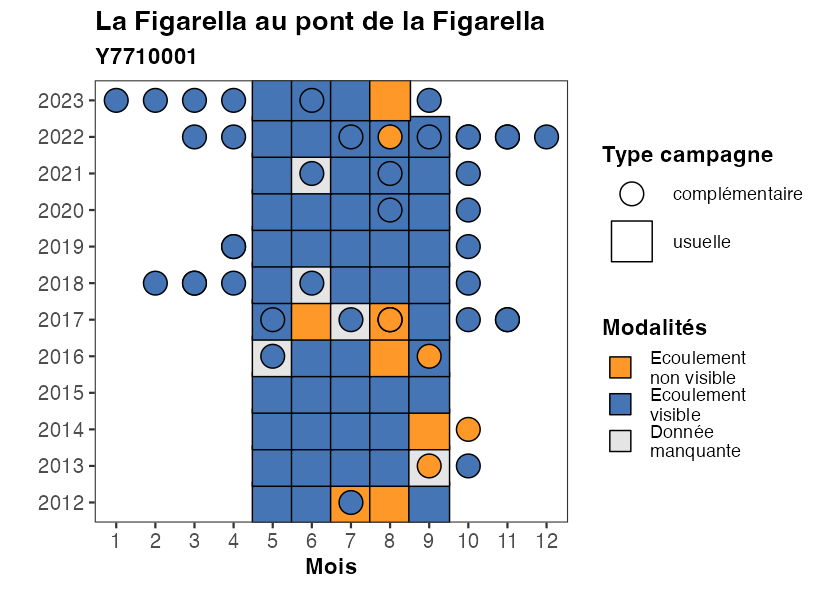 La Figarella au pont de la Figarella
Y7710001
2023
2022
2021
2020
2019
2018
2017
2016
2015
2014
2013
2012
1 2 3 4 5 6 7 8 9 10 11 12
Mois
Type campagne
complémentaire
usuelle
Modalités
Ecoulement
non visible
Ecoulement
visible
Donnée
manquante